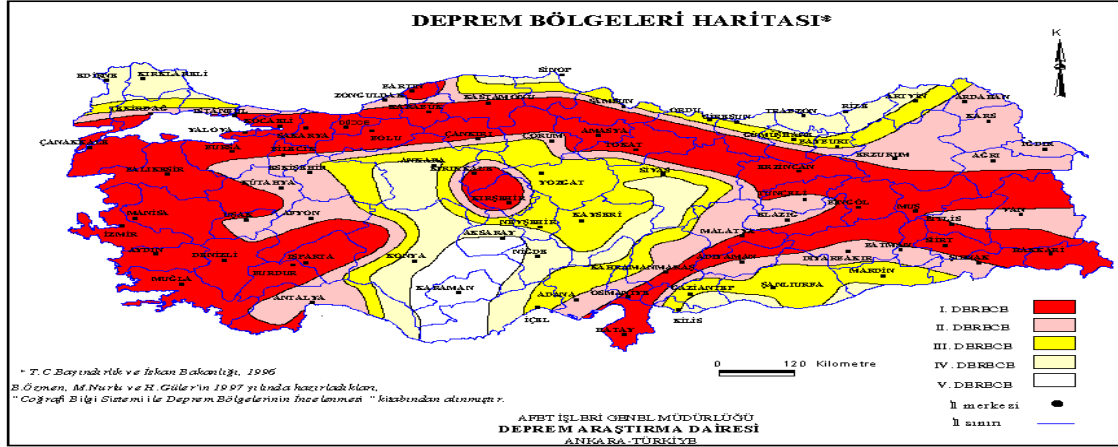 DEPREM BÖLGELERİ HARİTASI*
K
SİNOP
EDİRNE
KIRKLARELİ
BARTIN
ZONGULDAK
KARABÜK
KASTAMONU
TEKİRDAĞ
İSTANBUL
KOCAELİ
SAKARYA
DÜZCE
BOLU
YALOVA
SAMSUN
ORDU
GİRESUN
TRABZON
RİZE
ARTVİN
ARDAHAN
KARS
ÇANAKKALE
BURSA
BİLECİK
ÇANKIRI
ÇORUM
AMASYA
TOKAT
GÜMÜŞHANE
BAYBURT
ERZURUM
AĞRI
IĞDIR
BALIKESİR
KÜTAHYA
ESKİŞEHİR
ANKARA
KIRIKKALE
YOZGAT
SİVAS
ERZİNCAN
TUNCELİ
BİNGÖL
MUŞ
VAN
MANİSA
UŞAK
AFYON
KIRŞEHİR
NEVŞEHİR
KAYSERİ
ELAZIĞ
MALATYA
BİTLİS
İZMİR
AYDIN
DENİZLİ
ISPARTA
BURDUR
KONYA
AKSARAY
NİĞDE
KAHRAMANMARAŞ
ADIYAMAN
DİYARBAKIR
BATMAN
SİİRT
ŞIRNAK
HAKKARİ
MUĞLA
ANTALYA
KARAMAN
İÇEL
ADANA
OSMANİYE
GAZİANTEP
ŞANLIURFA
MARDİN
HATAY
KİLİS
I. DERECE
II. DERECE
III. DERECE
IV. DERECE
V. DERECE
İl merkezi
İl sınırı
0 120 Kilometre
* T.C Bayındırlık ve İskan Bakanlığı, 1996
B.Özmen, M.Nurlu ve H.Güler'in 1997 yılında hazırladıkları,
"Coğrafi Bilgi Sistemi ile Deprem Bölgelerinin İncelenmesi" kitabından alınmıştır.
AFET İŞLERİ GENEL MÜDÜRLÜĞÜ
DEPREM ARAŞTIRMA DAİRESİ
ANKARA-TÜRKİYE